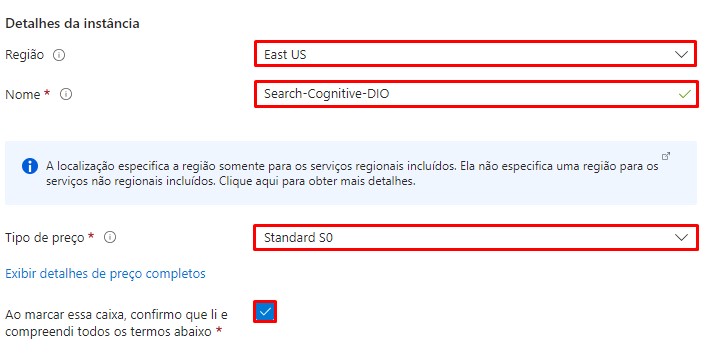 Detalhes da instância
Região East US
Nome * Search-Cognitive-DIO
A localização especifica a região somente para os serviços regionais incluídos. Ela não especifica uma região para os
serviços não regionais incluídos. Clique aqui para obter mais detalhes.
Tipo de preço * Standard S0
Exibir detalhes de preço completos
Ao marcar essa caixa, confirmo que li e
compreendi todos os termos abaixo *